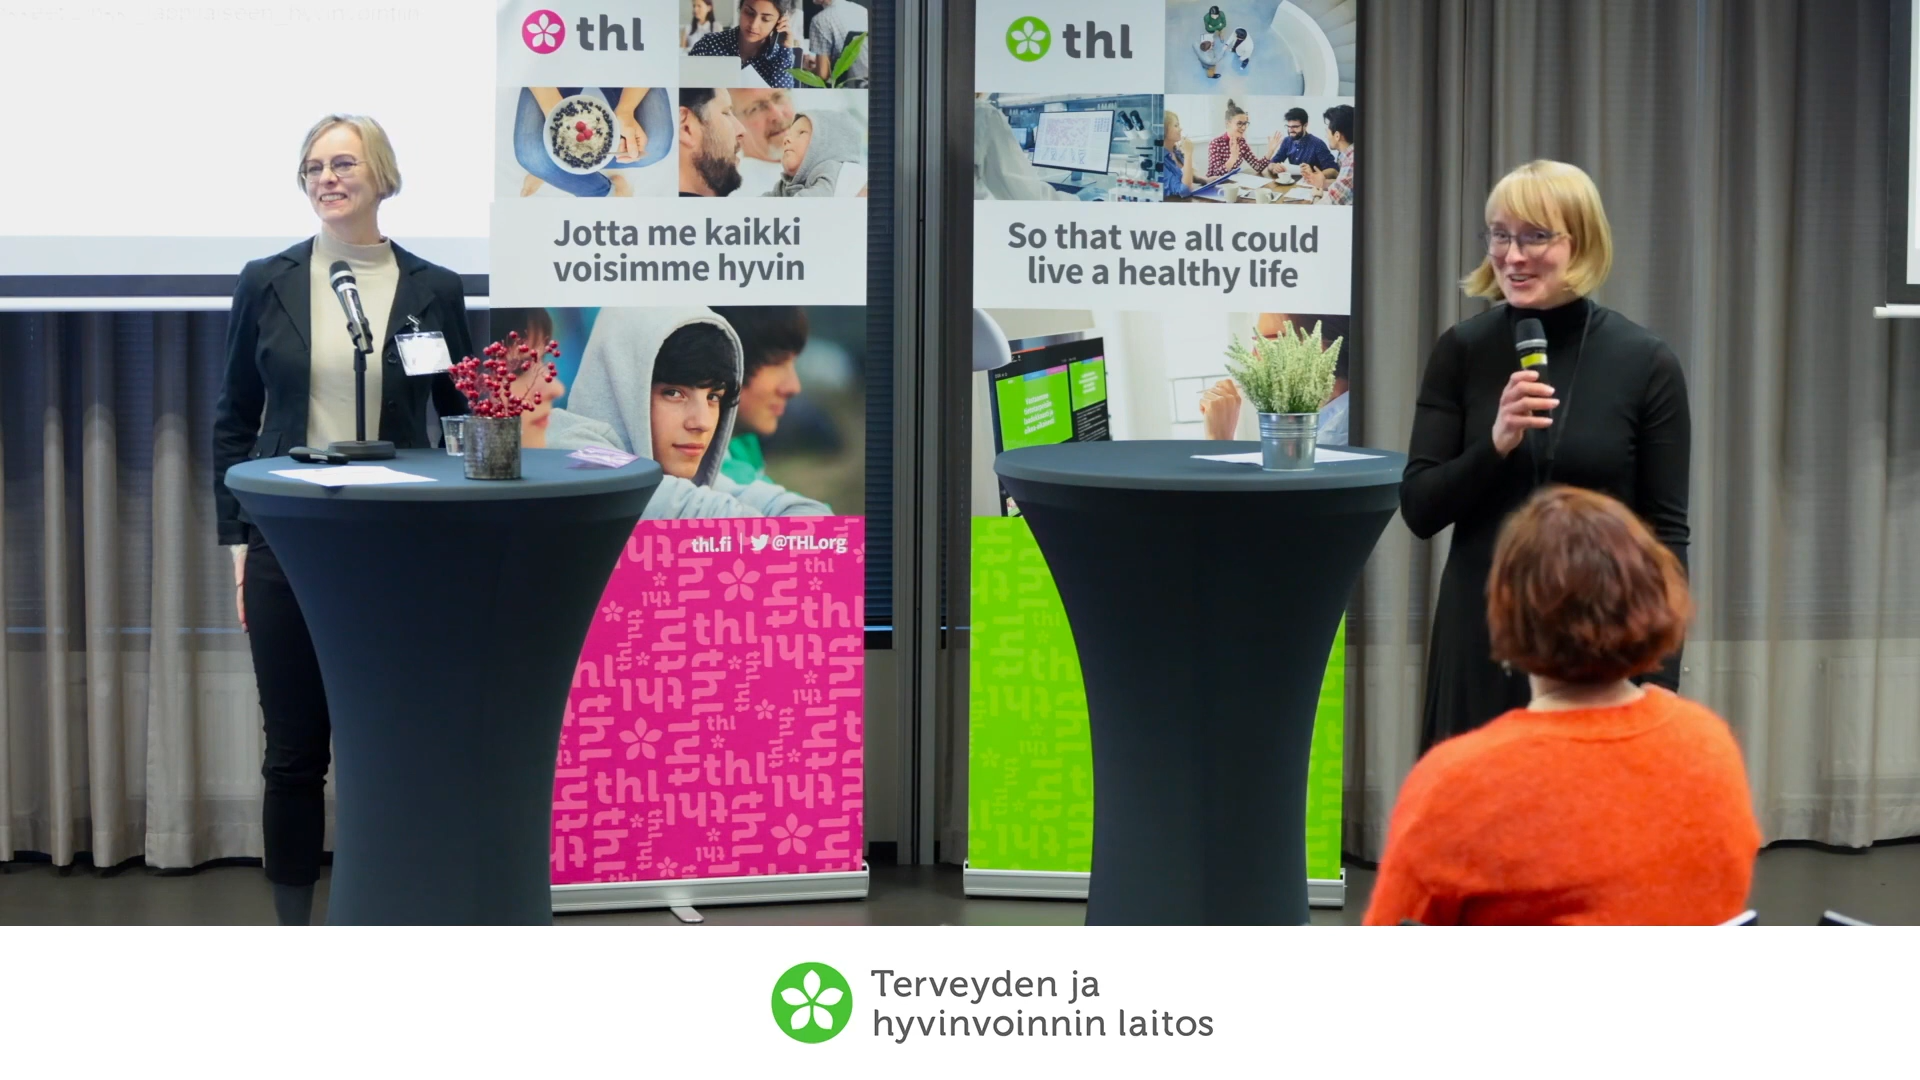 thl
Jotta me kaikki
voisimme hyvin
thl.fi | @THLorg
thl
So that we all could
live a healthy life
Terveyden ja
hyvinvoinnin laitos